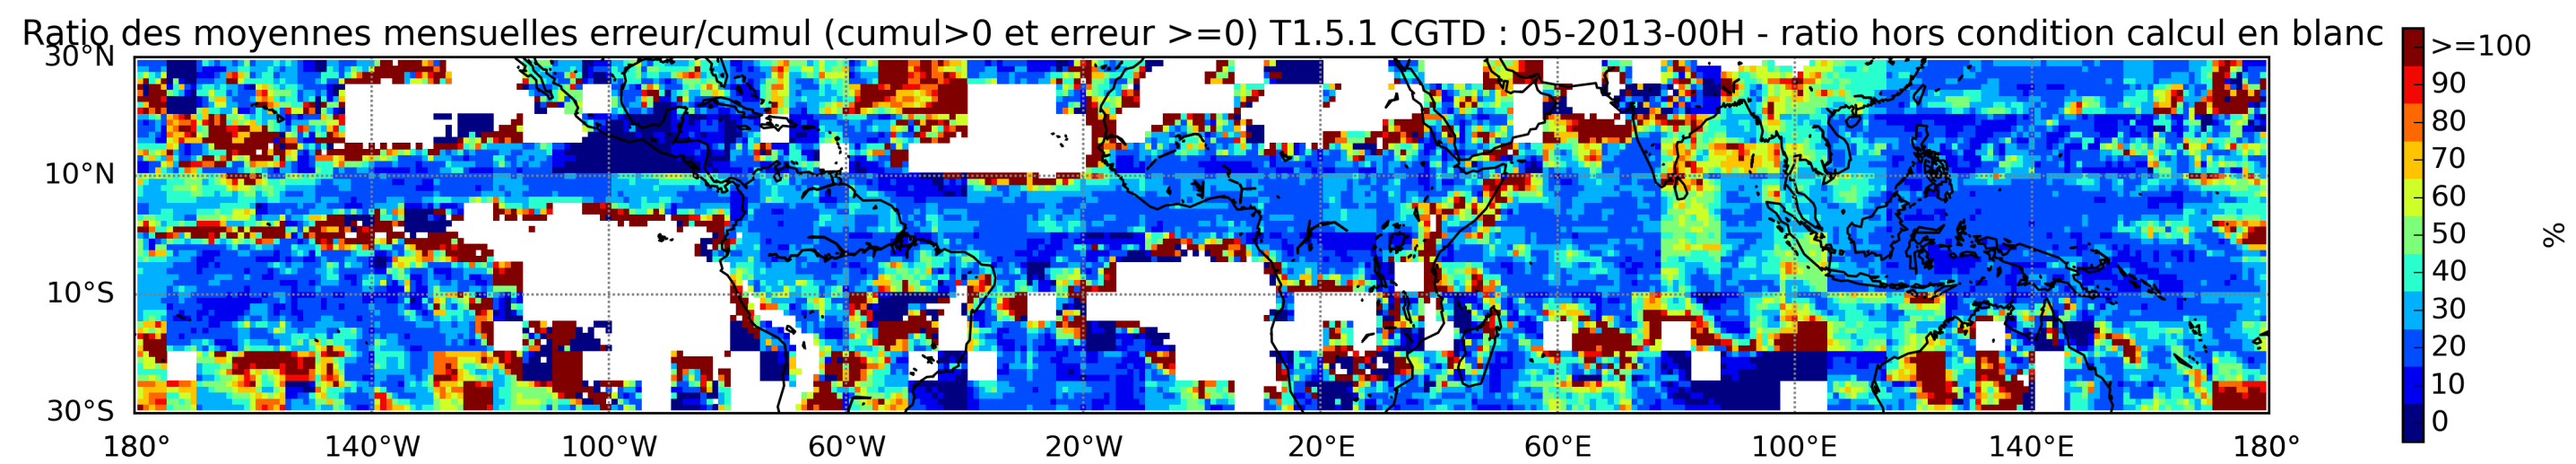 Ratio des moyennes mensuelles erreur/cumul (cumul>0 et erreur >=0) T1.5.1 CGTD : 05-2013-00H - ratio hors condition calcul en blanc
30°N
10°N
10°S
30°S
180° 140°W 100°W 60°W 20°W 20°E 60°E 100°E 140°E 180°
>=100
90
80
70
60
50
40
30
20
10
0
%